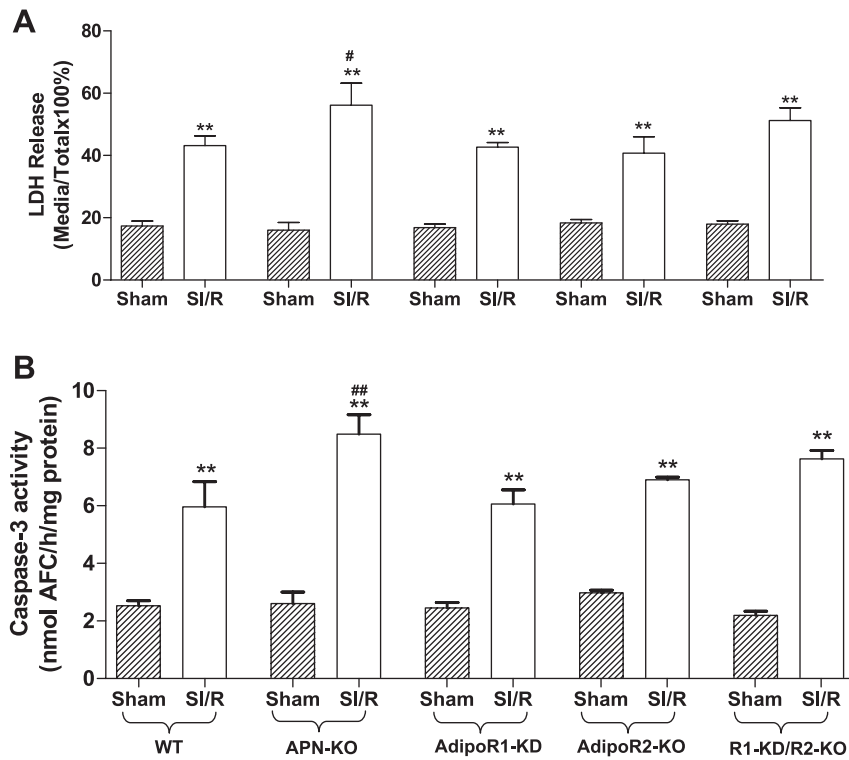 A
LDH Release
(Media/Totalx100%)
80
60
40
20
0
**
#
**
**
**
**
Sham SI/R Sham SI/R Sham SI/R Sham SI/R Sham SI/R
B
Caspase-3 activity
(nmol AFC/h/mg protein)
10
8
6
4
2
0
**
##
**
**
**
**
Sham SI/R Sham SI/R Sham SI/R Sham SI/R Sham SI/R
WT APN-KO AdipoR1-KD AdipoR2-KO R1-KD/R2-KO